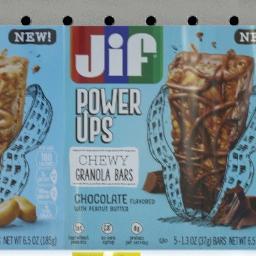 NEW!
NE
Jif
POWER
UPS
CHEWY
GRANOLA BARS
CHOCOLATE FLAVORED
WITH PEANUT BUTTER
180
NET WT 6.5 OZ (185g)
5-1.3 OZ (37g) BARS NET WT 6.5